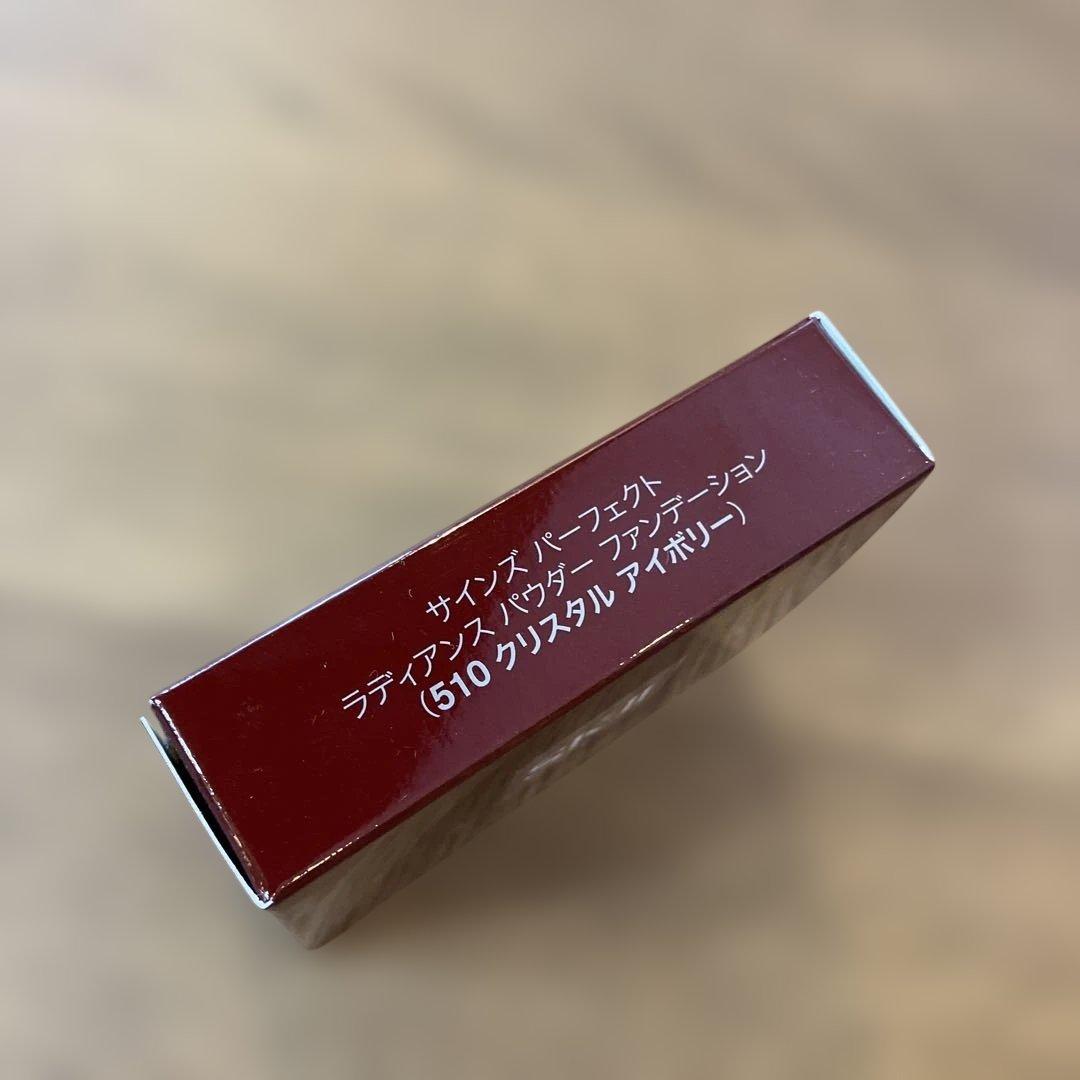 サインズ パーフェクト
ラディアンス パウダー ファンデーション
(510 クリスタル アイボリー)